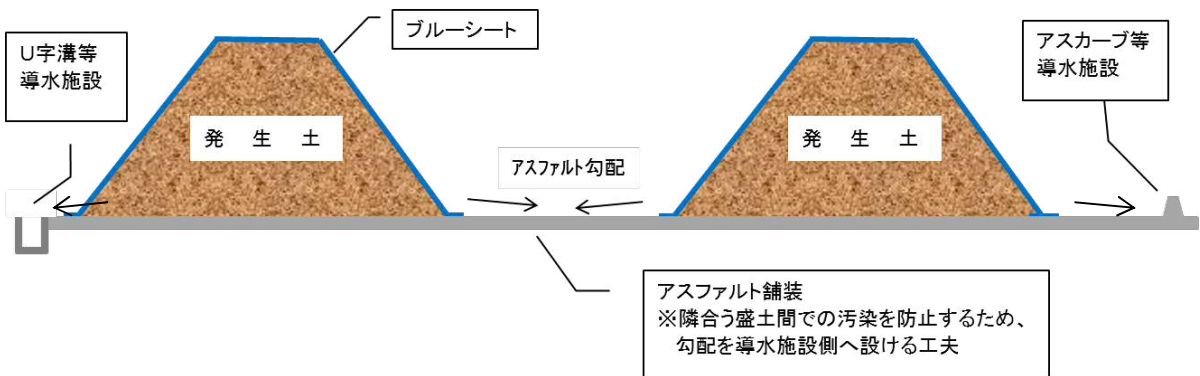 U字溝等
導水施設
ブルーシート
アスカーブ等
導水施設
発 生 土
発 生 土
アスファルト勾配
アスファルト舗装
※隣合う盛土間での汚染を防止するため、
勾配を導水施設側へ設ける工夫